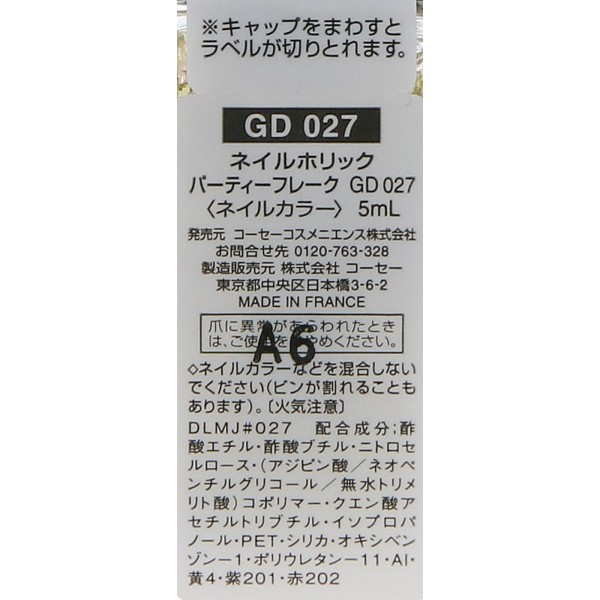 ※キャップをまわすと
ラベルが切りとれます。
GD 027
ネイルホリック
パーティーフレーク GD 027
〈ネイルカラー〉 5mL
発売元 コーセーコスメニエンス株式会社
お問合せ先 0120-763-328
製造販売元 株式会社 コーセー
東京都中央区日本橋3-6-2
MADE IN FRANCE
爪に異常があらわれたとき
は、ご使用をおやめください。
A6
◇ネイルカラーなどを混合しない
でください(ビンが割れることも
あります)。〔火気注意〕
DLMJ#027 配合成分;酢
酸エチル・酢酸ブチル・ニトロセ
ルロース・(アジピン酸/ネオペ
ンチルグリコール/無水トリメ
リト酸)コポリマー・クエン酸ア
セチルトリブチル・イソプロパ
ノール・PET・シリカ・オキシベン
ゾン-1・ポリウレタン-11・Al・
黄4・紫201・赤202